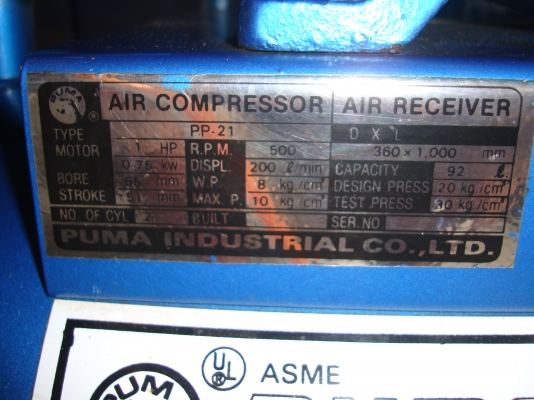 PUMA ®
AIR COMPRESSOR AIR RECEIVER
TYPE PP-21 D X L
MOTOR 1 HP R.P.M. 500 360 x 1,000 mm
0.75 kw DISPL. 200 ℓ/min CAPACITY 92 ℓ
BORE 65 mm W.P. 8 kg/cm² DESIGN PRESS 20 kg/cm²
STROKE mm MAX P. 10 kg/cm² TEST PRESS 30 kg/cm²
NO. OF CYL 2 BUILT SER.NO
PUMA INDUSTRIAL CO.,LTD.
UL ® ASME
PUM